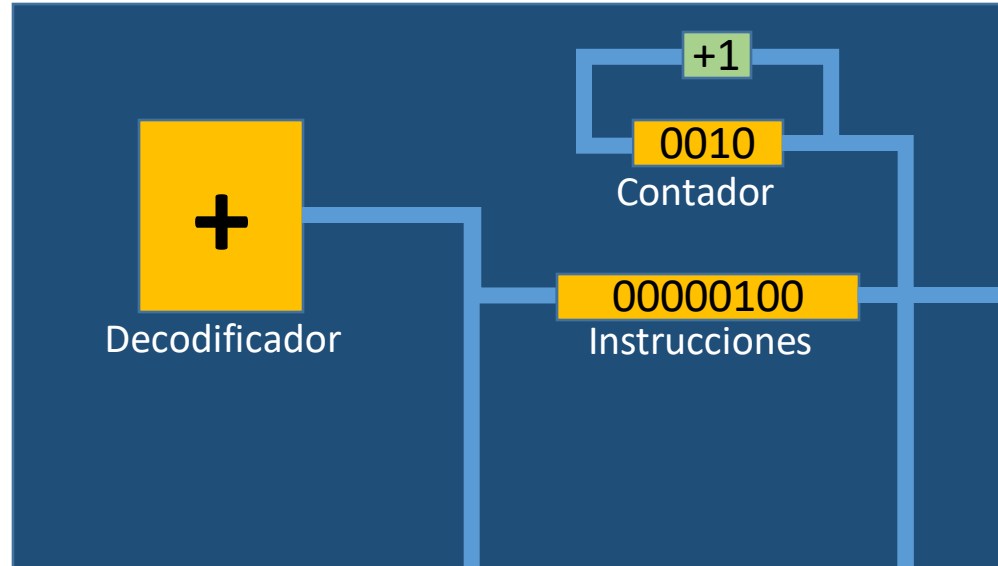 +1
0010
Contador
+
Decodificador
00000100
Instrucciones